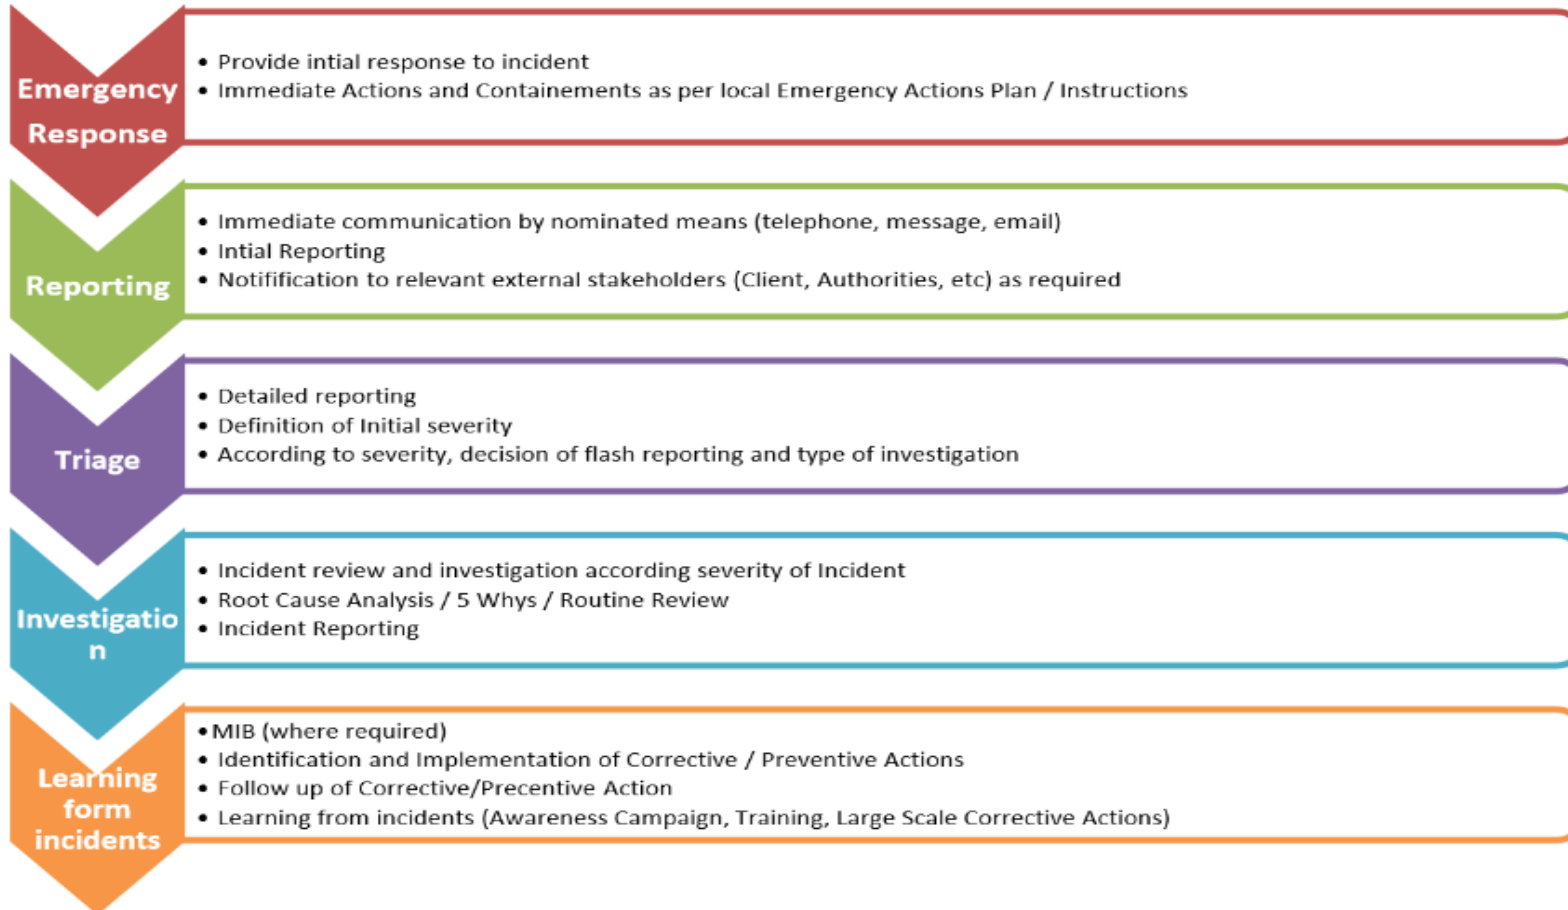 Emergency
Response
• Provide intial response to incident
• Immediate Actions and Containements as per local Emergency Actions Plan / Instructions
Reporting
• Immediate communication by nominated means (telephone, message, email)
• Intial Reporting
• Notifification to relevant external stakeholders (Client, Authorities, etc) as required
Triage
• Detailed reporting
• Definition of Initial severity
• According to severity, decision of flash reporting and type of investigation
Investigatio
n
• Incident review and investigation according severity of Incident
• Root Cause Analysis / 5 Whys / Routine Review
• Incident Reporting
Learning
form
incidents
•MIB (where required)
• Identification and Implementation of Corrective / Preventive Actions
• Follow up of Corrective/Precentive Action
• Learning from incidents (Awareness Campaign, Training, Large Scale Corrective Actions)